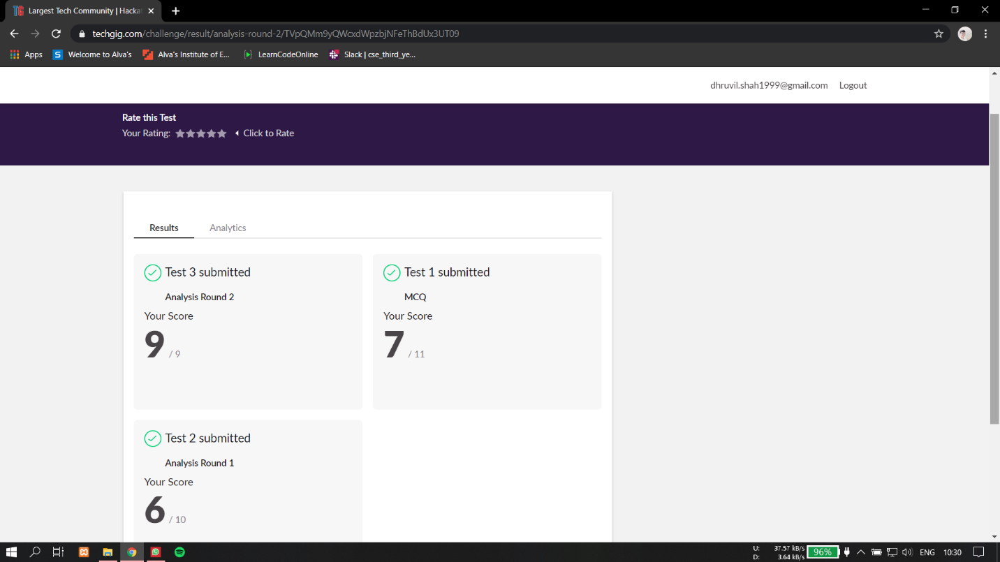 Largest Tech Community | Hacka
techgig.com/challenge/result/analysis-round-2/TVpQMm9yQWcxdWpzbjNFeThBdUx3UT09
Apps
S Welcome to Alva's
Alva's Institute of E...
LearnCodeOnline
Slack | cse_third_ye...
dhruvil.shah1999@gmail.com Logout
Rate this Test
Your Rating: Click to Rate
Results Analytics
Test 3 submitted
Analysis Round 2
Your Score
9 / 9
Test 1 submitted
MCQ
Your Score
7 / 11
Test 2 submitted
Analysis Round 1
Your Score
6 / 10
U: 37.57 kB/s
D: 3.64 kB/s
96%
ENG 10:30